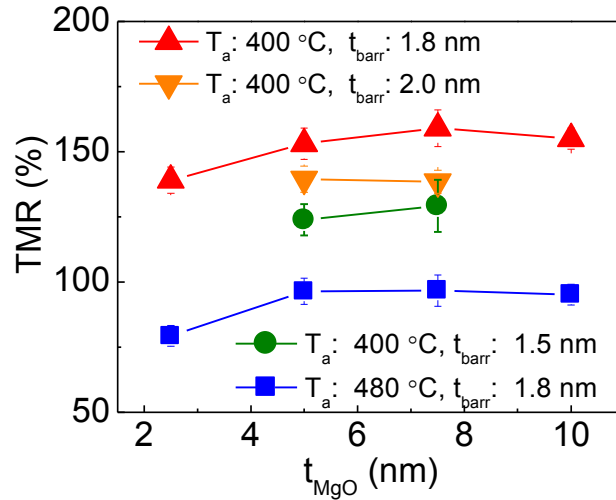 200
T_a: 400 °C, t_barr: 1.8 nm
T_a: 400 °C, t_barr: 2.0 nm
150
TMR (%)
100
T_a: 400 °C, t_barr: 1.5 nm
T_a: 480 °C, t_barr: 1.8 nm
50
2 4 6 8 10
t_MgO (nm)